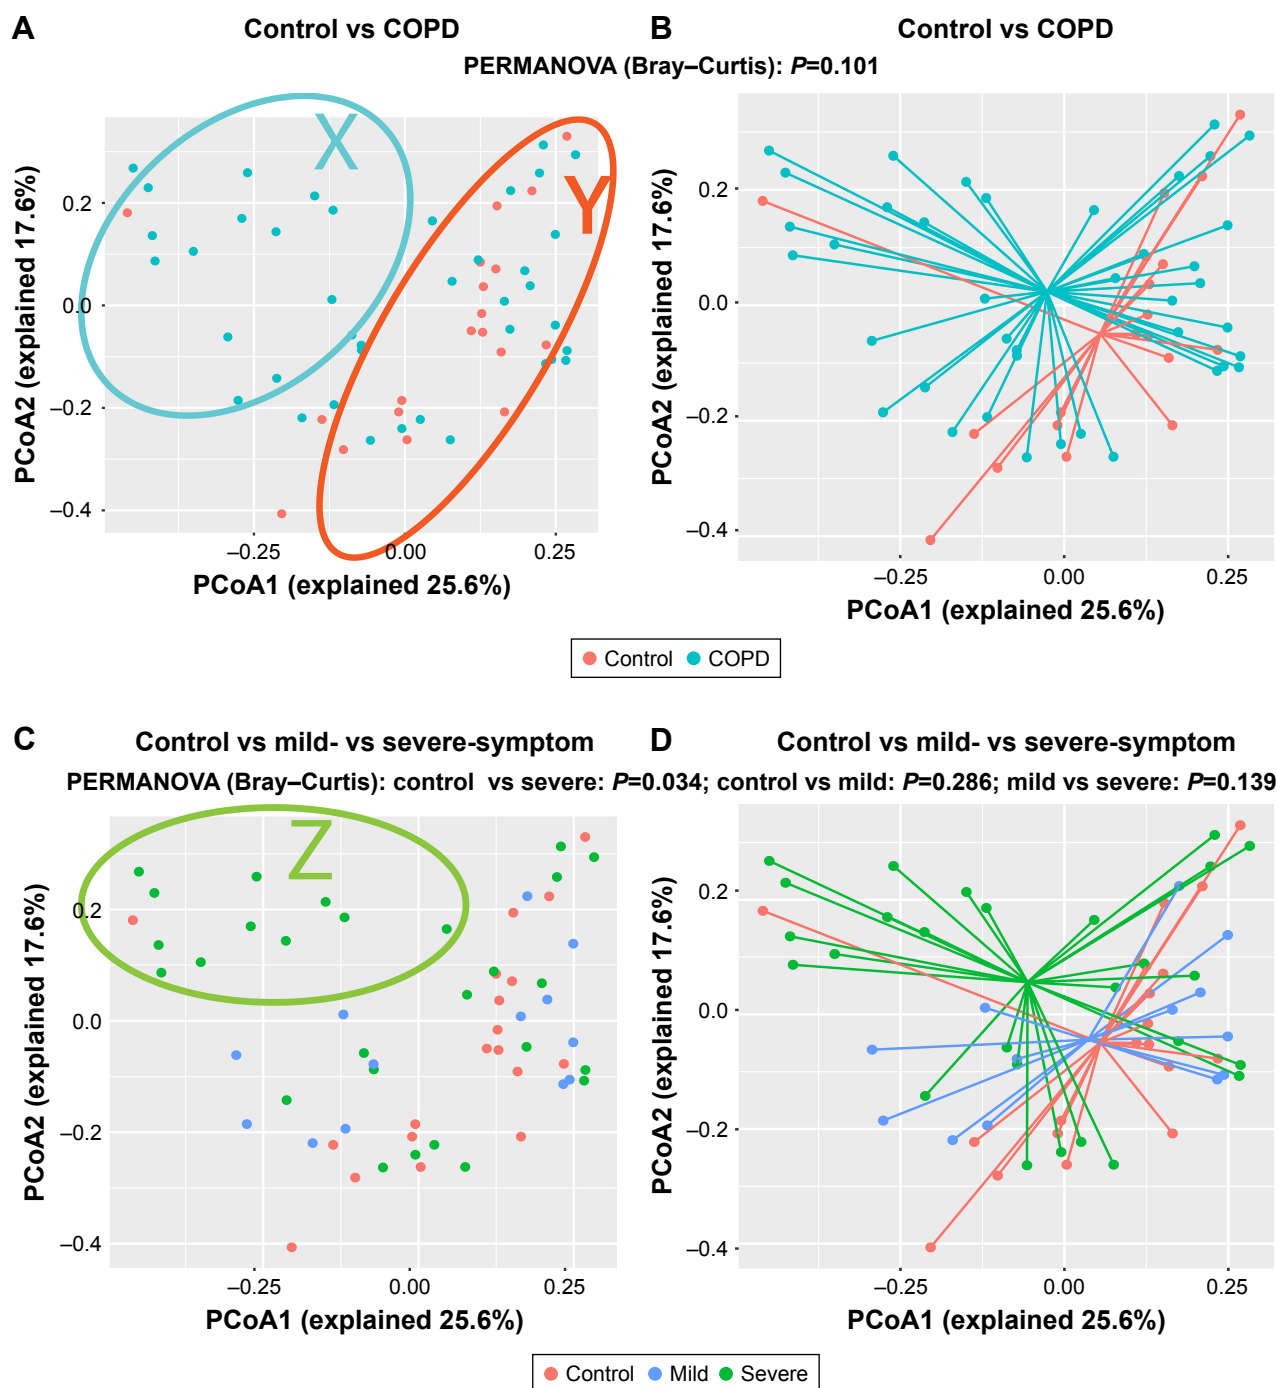 A Control vs COPD
B Control vs COPD
PERMANOVA (Bray–Curtis): P=0.101
X
Y
PCoA2 (explained 17.6%)
0.2
0.0
–0.2
–0.4
–0.25 0.00 0.25
PCoA1 (explained 25.6%)
PCoA2 (explained 17.6%)
0.2
0.0
–0.2
–0.4
–0.25 0.00 0.25
PCoA1 (explained 25.6%)
Control COPD
C Control vs mild- vs severe-symptom
D Control vs mild- vs severe-symptom
PERMANOVA (Bray–Curtis): control vs severe: P=0.034; control vs mild: P=0.286; mild vs severe: P=0.139
Z
PCoA2 (explained 17.6%)
0.2
0.0
–0.2
–0.4
–0.25 0.00 0.25
PCoA1 (explained 25.6%)
PCoA2 (explained 17.6%)
0.2
0.0
–0.2
–0.4
–0.25 0.00 0.25
PCoA1 (explained 25.6%)
Control Mild Severe